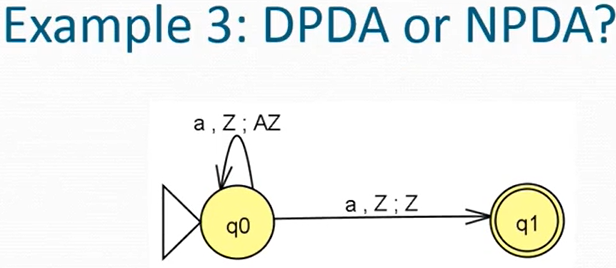 Example 3: DPDA or NPDA?
a , Z ; AZ
a , Z ; Z
q0
q1